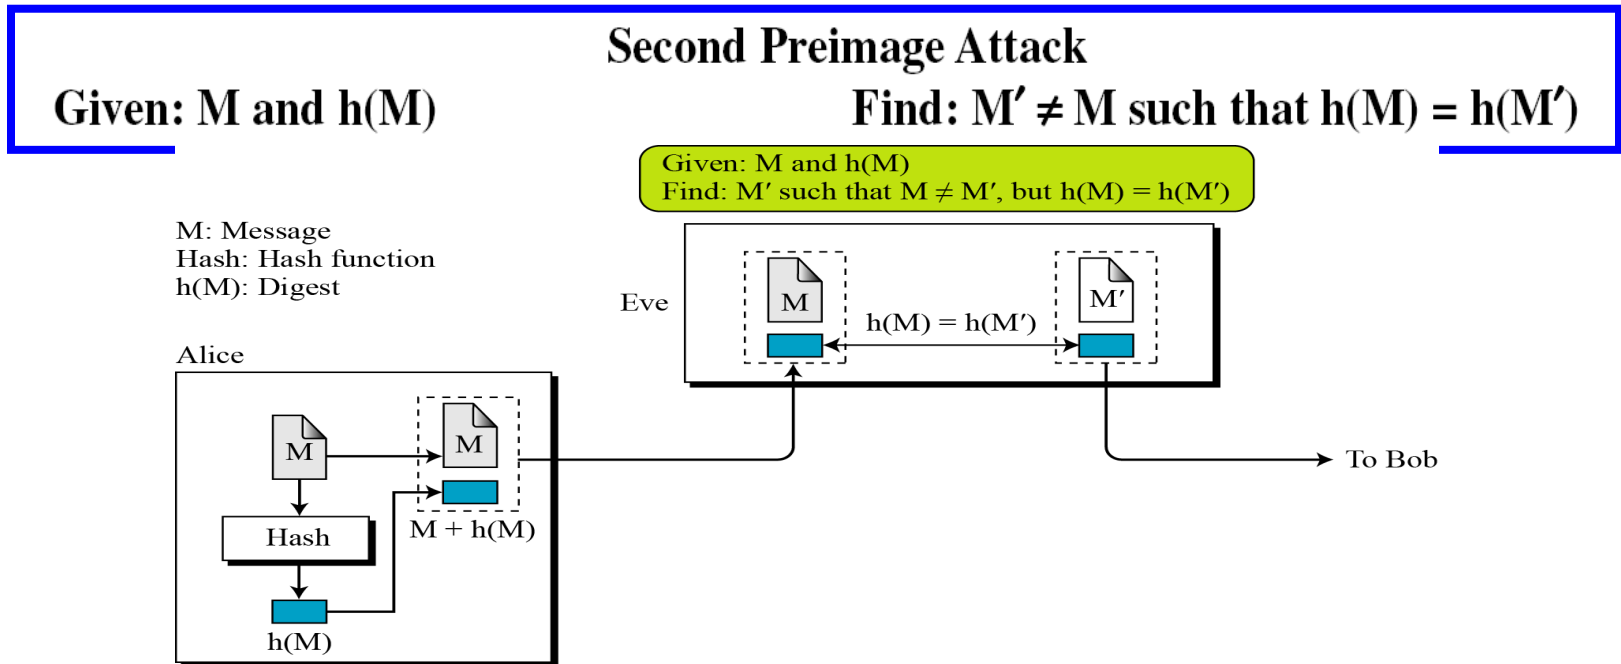 Second Preimage Attack
Given: M and h(M)
Find: M′ ≠ M such that h(M) = h(M′)
Given: M and h(M)
Find: M′ such that M ≠ M′, but h(M) = h(M′)
M: Message
Hash: Hash function
h(M): Digest
Eve
M
M′
h(M) = h(M′)
Alice
M
M
Hash
M + h(M)
h(M)
To Bob